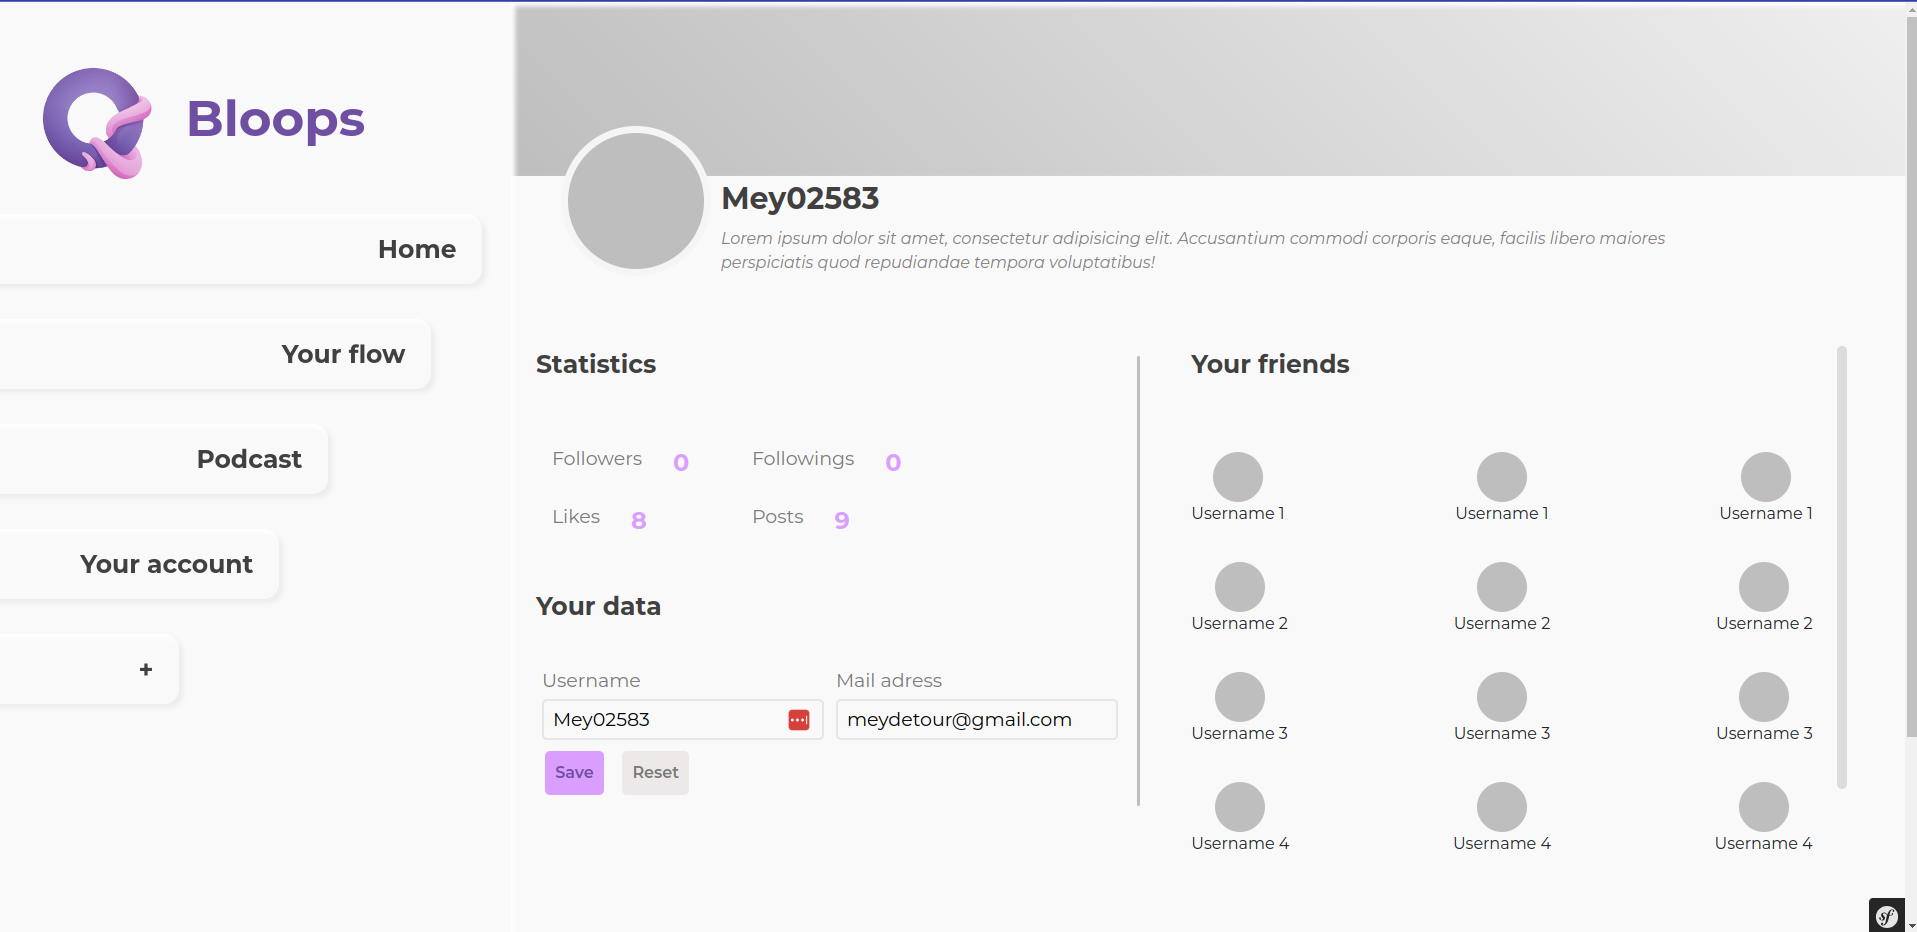 Bloops
Home
Your flow
Podcast
Your account
+
Mey02583
Lorem ipsum dolor sit amet, consectetur adipisicing elit. Accusantium commodi corporis eaque, facilis libero maiores
perspiciatis quod repudiandae tempora voluptatibus!
Statistics
Followers 0 Followings 0
Likes 8 Posts 9
Your data
Username Mail adress
Mey02583 meydetour@gmail.com
Save Reset
Your friends
Username 1 Username 1 Username 1
Username 2 Username 2 Username 2
Username 3 Username 3 Username 3
Username 4 Username 4 Username 4
sf